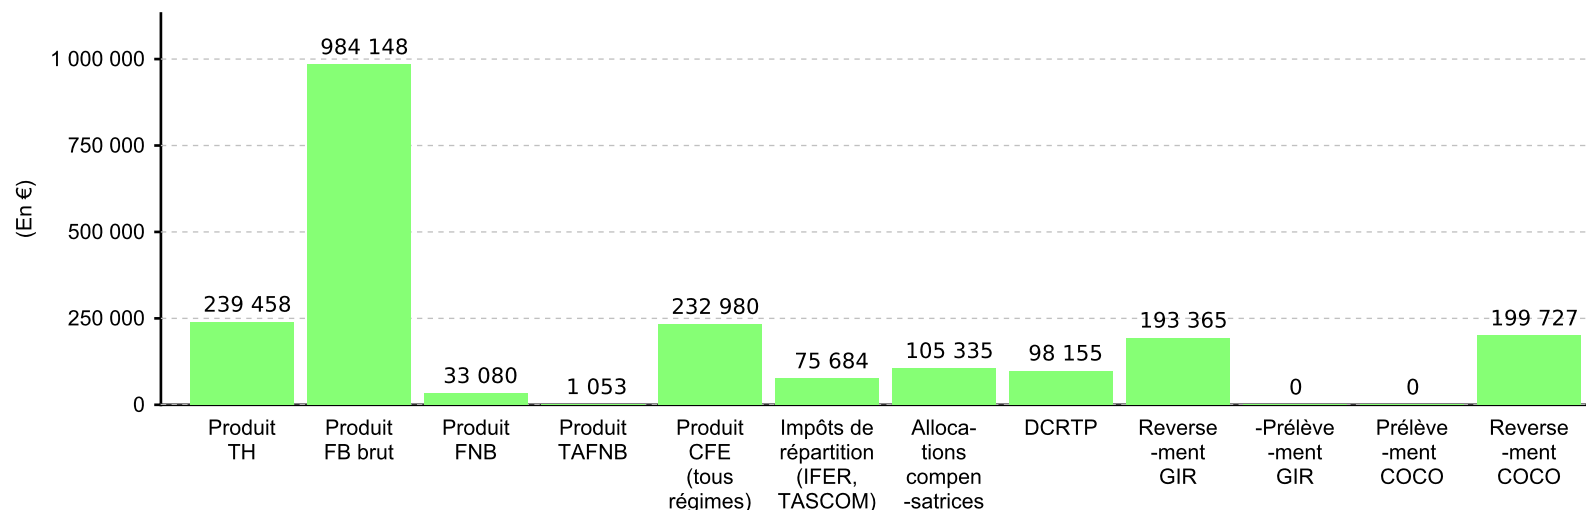 984 148
1 000 000
750 000
(En €)
500 000
250 000
0
239 458
33 080
1 053
232 980
75 684
105 335
98 155
193 365
0
0
199 727
Produit
TH
Produit
FB brut
Produit
FNB
Produit
TAFNB
Produit
CFE
(tous
régimes)
Impôts de
répartition
(IFER,
TASCOM)
Alloca-
tions
compen
-satrices
DCRTP
Reverse
-ment
GIR
-Prélève
-ment
GIR
Prélève
-ment
COCO
Reverse
-ment
COCO